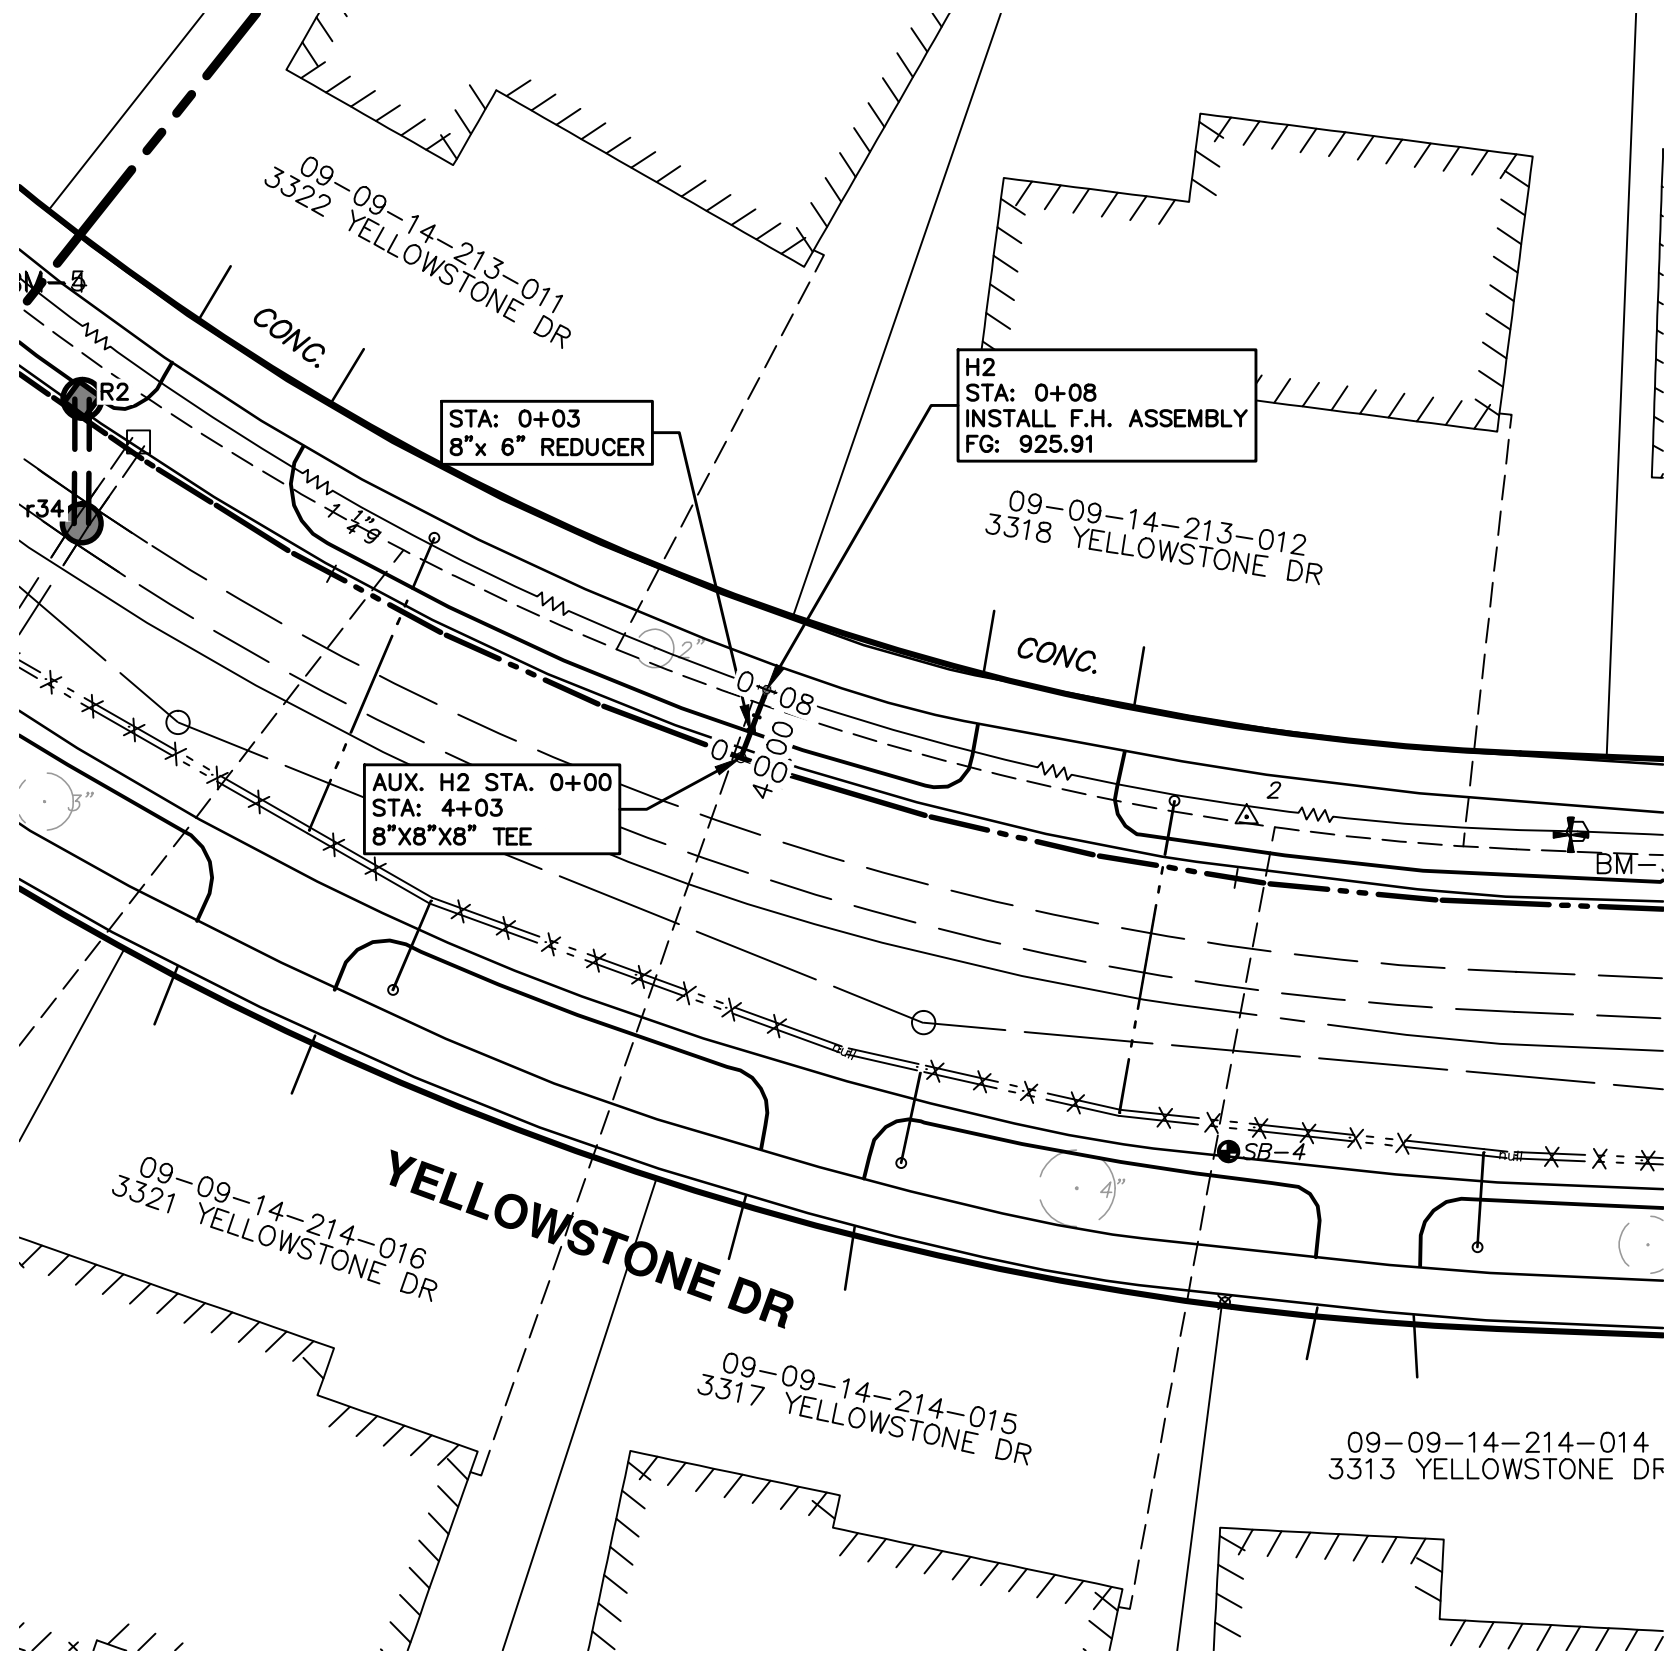 09-09-14-213-011
3322 YELLOWSTONE DR
CONC.
R2
r34
STA: 0+03
8"x 6" REDUCER
H2
STA: 0+08
INSTALL F.H. ASSEMBLY
FG: 925.91
09-09-14-213-012
3318 YELLOWSTONE DR
CONC.
1"
2"
0+08
0+00
4+00
AUX. H2 STA. 0+00
STA: 4+03
8"X8"X8" TEE
3"
2
BM-
null
null
SB-4
4"
09-09-14-214-016
3321 YELLOWSTONE DR
YELLOWSTONE DR
09-09-14-214-015
3317 YELLOWSTONE DR
09-09-14-214-014
3313 YELLOWSTONE DR